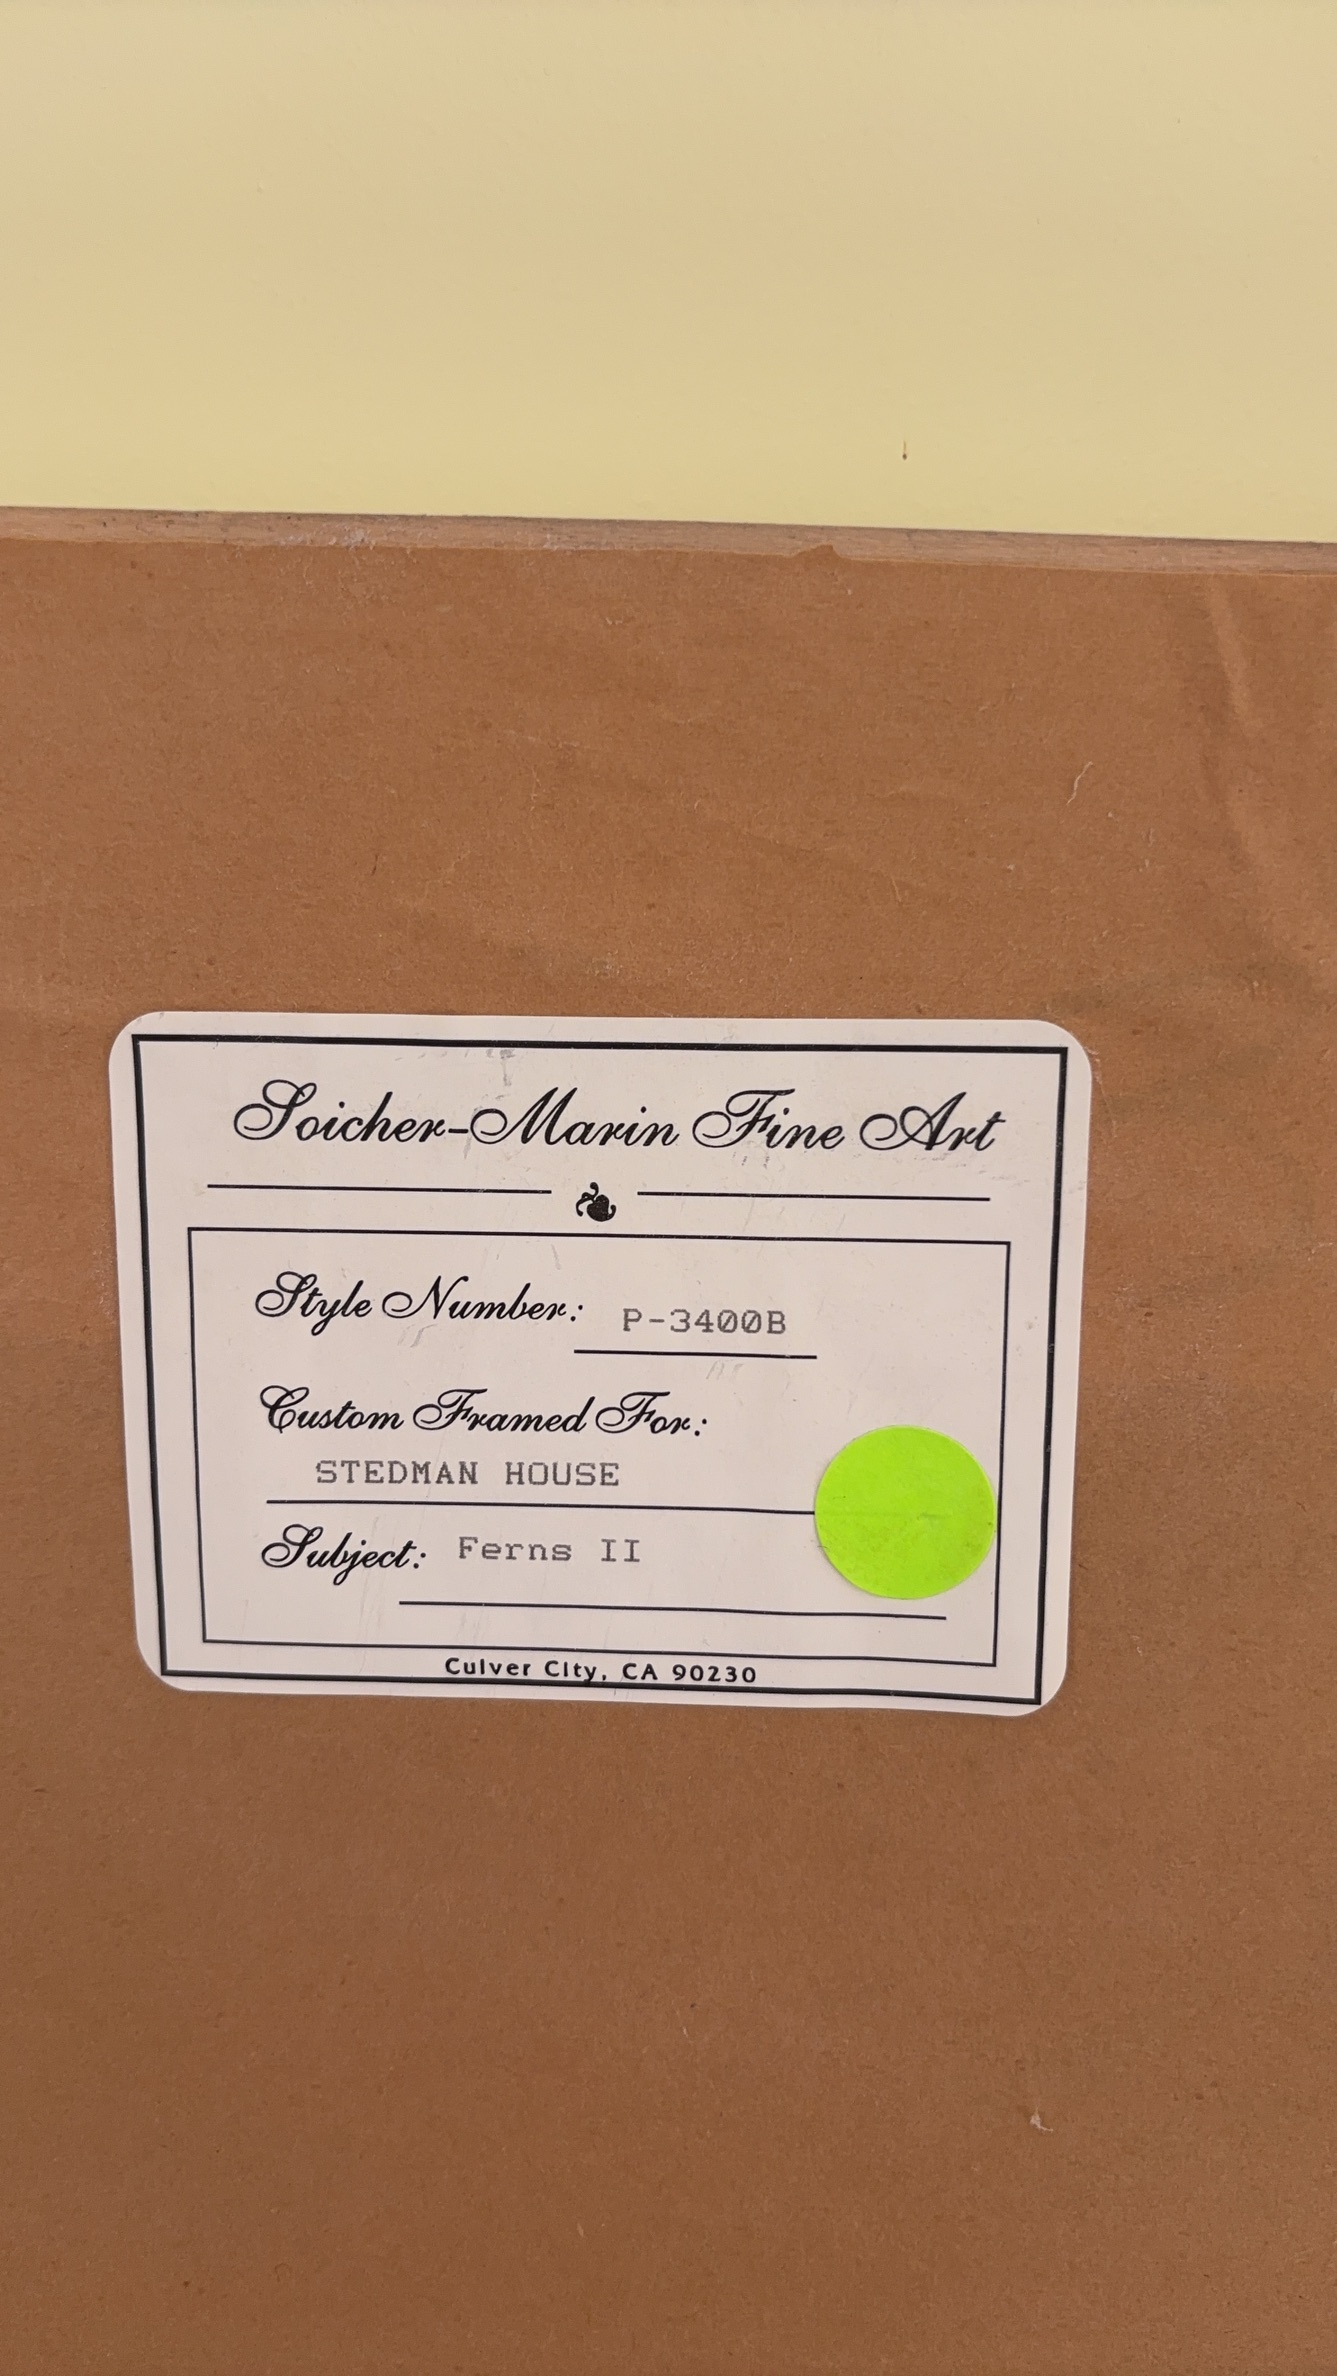 Soicher-Marin Fine Art
Style Number: P-3400B
Custom Framed For:
STEDMAN HOUSE
Subject: Ferns II
Culver City, CA 90230